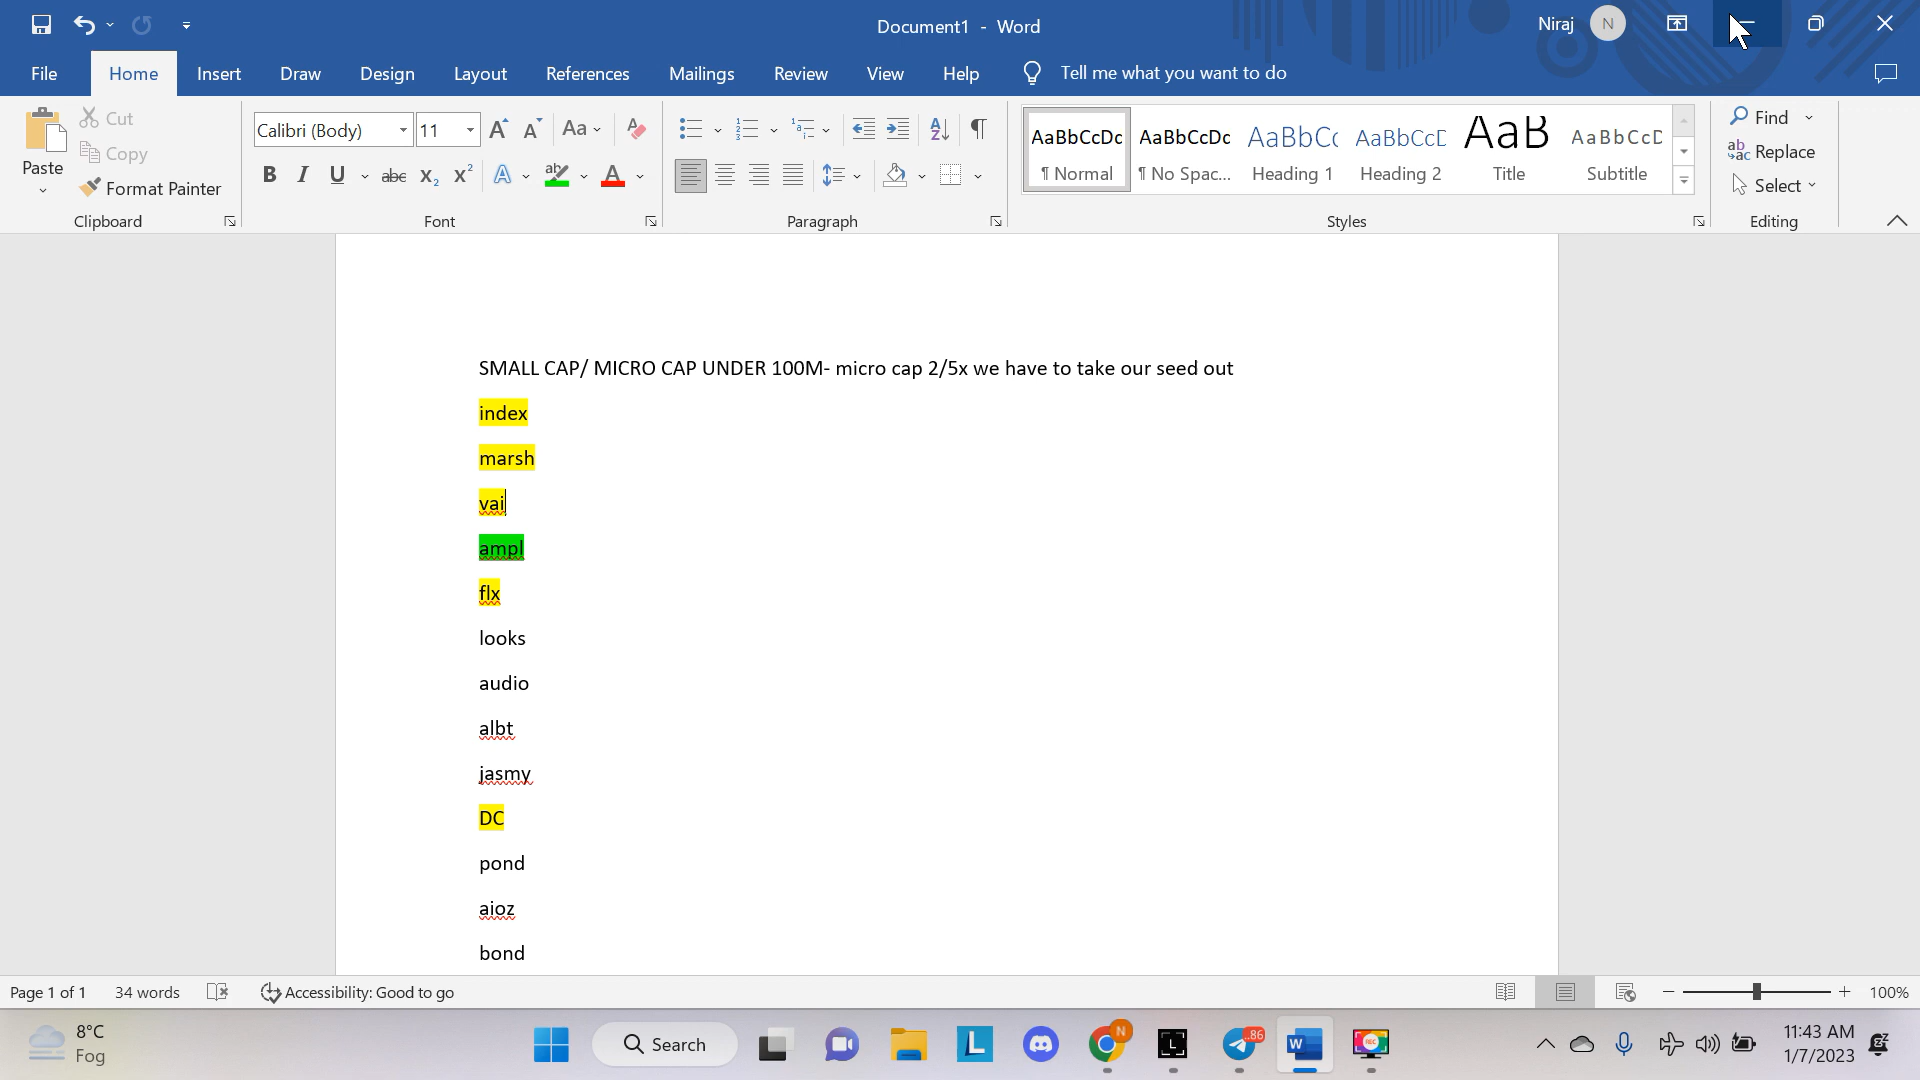 Document1 - Word
Niraj
N
File Home Insert Draw Design Layout References Mailings Review View Help Tell me what you want to do
Paste
Cut
Copy
Format Painter
Clipboard
Calibri (Body) 11
Font
Paragraph
AaBbCcDc AaBbCcDc AaBbCc AaBbCcD AaB AaBbCcD
¶ Normal ¶ No Spac... Heading 1 Heading 2 Title Subtitle
Styles
Find
Replace
Select
Editing
SMALL CAP/ MICRO CAP UNDER 100M- micro cap 2/5x we have to take our seed out
index
marsh
vai
ampl
flx
looks
audio
albt
jasmy
DC
pond
aioz
bond
Page 1 of 1 34 words Accessibility: Good to go 100%
8°C
Fog
Search
N
..86
W
REC
11:43 AM
1/7/2023